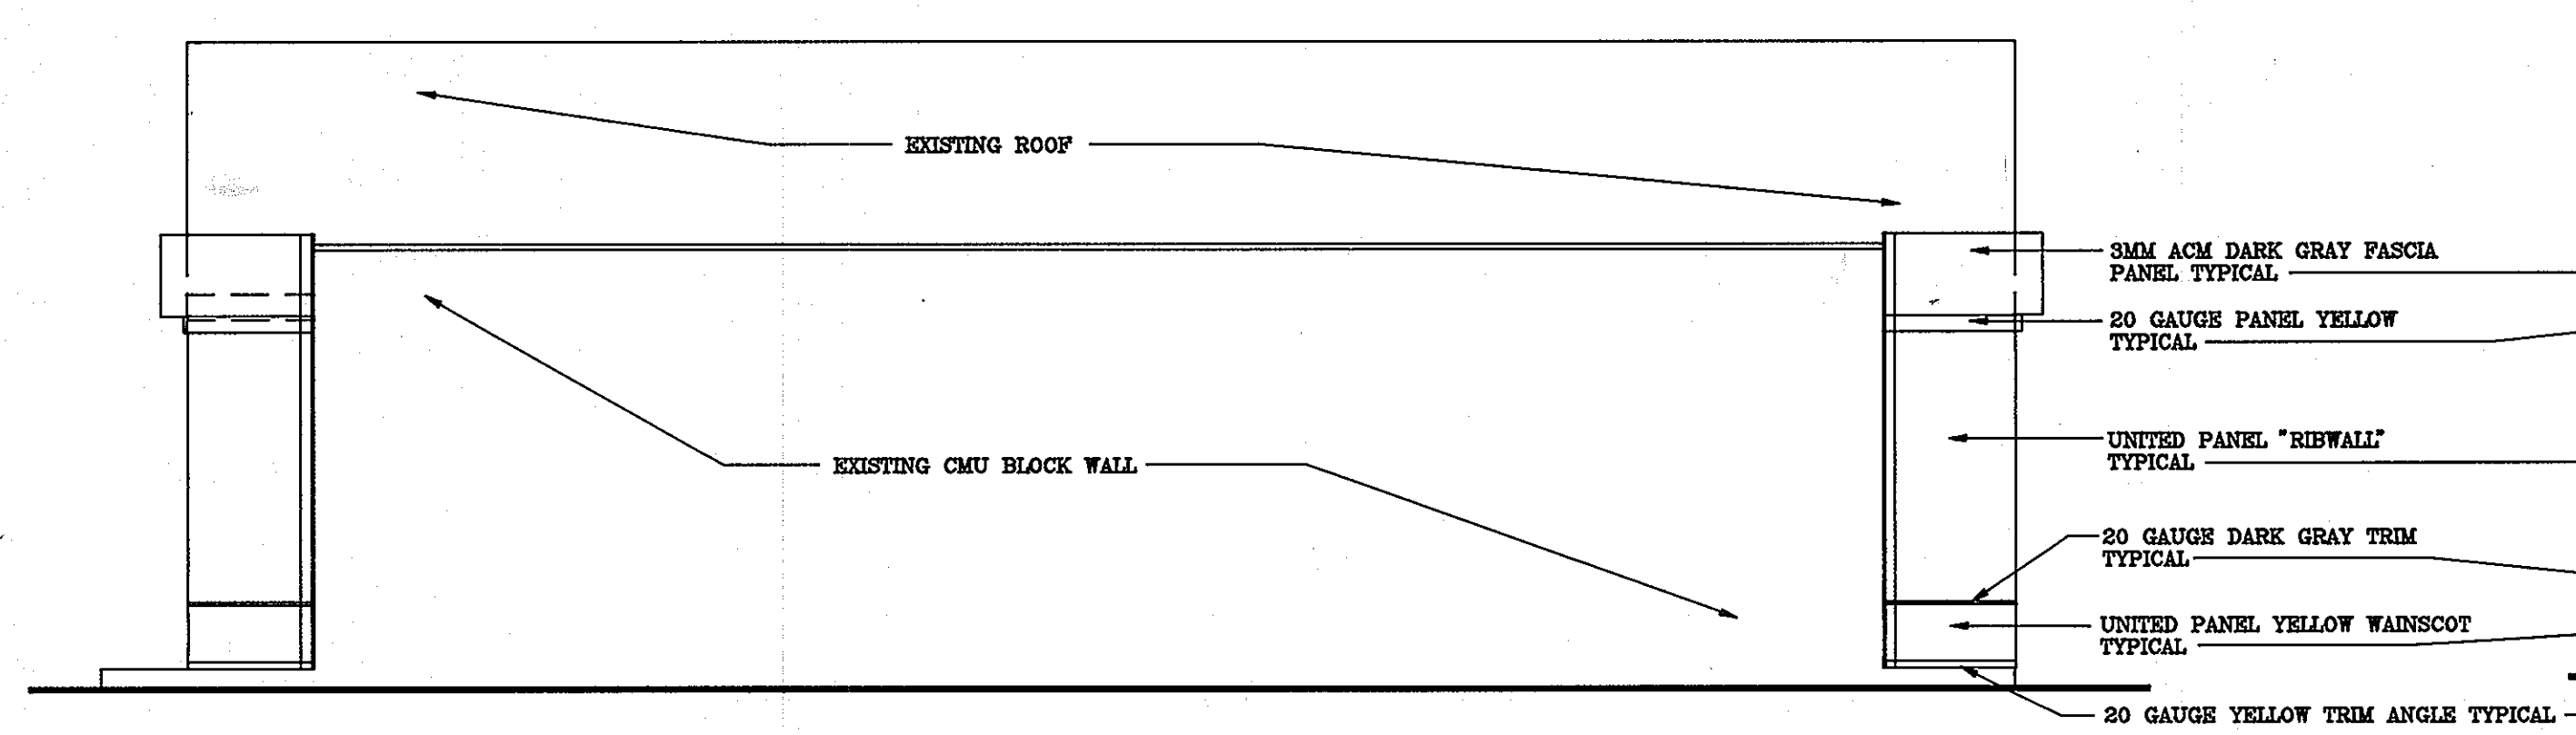 EXISTING ROOF
3MM ACM DARK GRAY FASCIA
PANEL TYPICAL
20 GAUGE PANEL YELLOW
TYPICAL
UNITED PANEL "RIBWALL"
TYPICAL
EXISTING CMU BLOCK WALL
20 GAUGE DARK GRAY TRIM
TYPICAL
UNITED PANEL YELLOW WAINSCOT
TYPICAL
20 GAUGE YELLOW TRIM ANGLE TYPICAL